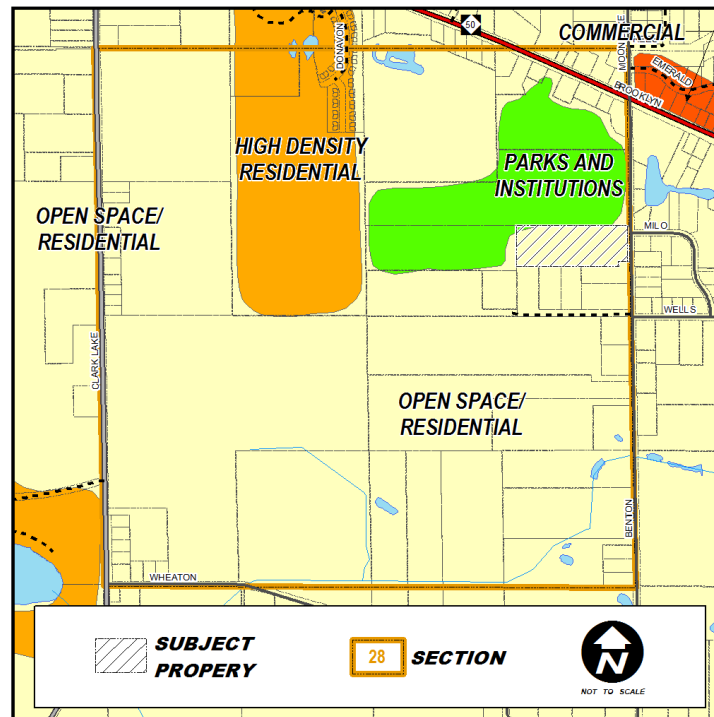 50
COMMERCIAL
DONAVON
MOON LAKE
EMERALD
BROOKLYN
HIGH DENSITY
RESIDENTIAL
PARKS AND
INSTITUTIONS
OPEN SPACE/
RESIDENTIAL
MILO
WELLS
CLARK LAKE
OPEN SPACE/
RESIDENTIAL
BENTON
WHEATON
SUBJECT
PROPERY
28
SECTION
N
NOT TO SCALE